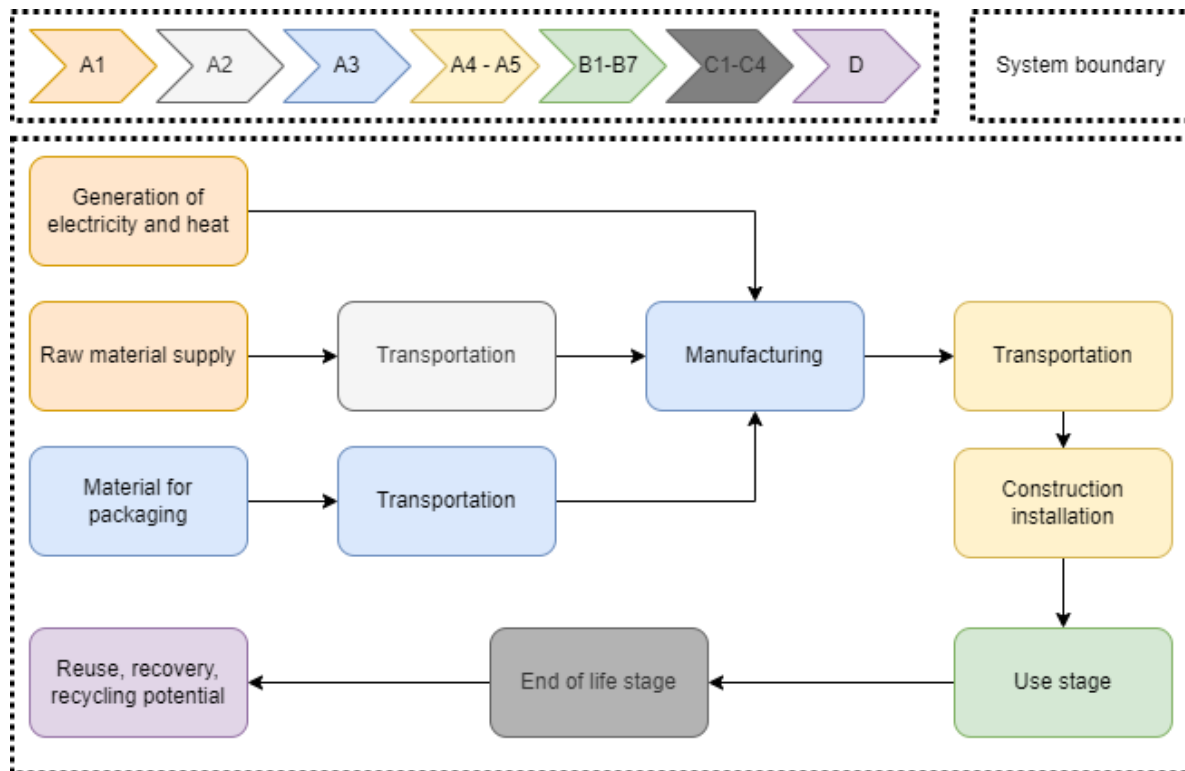 A1
A2
A3
A4 - A5
B1-B7
C1-C4
D
System boundary
Generation of
electricity and heat
Raw material supply
Transportation
Manufacturing
Transportation
Material for
packaging
Transportation
Construction
installation
Reuse, recovery,
recycling potential
End of life stage
Use stage